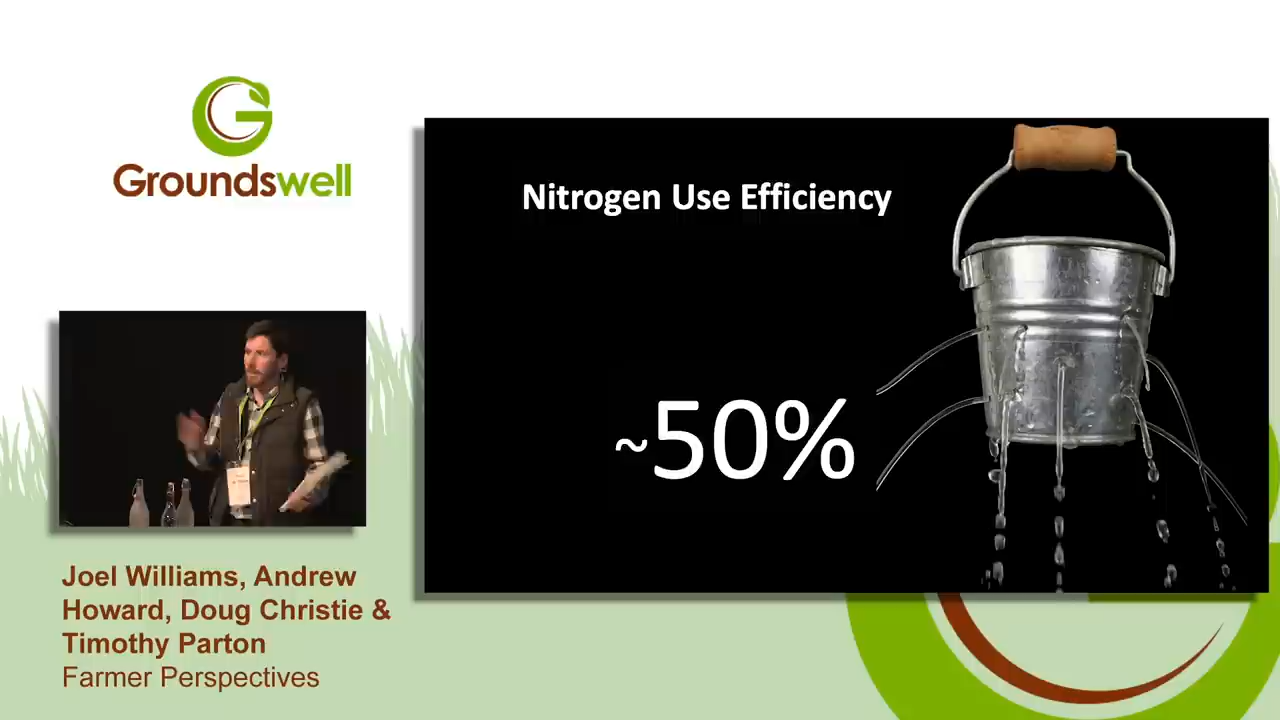 Groundswell
Nitrogen Use Efficiency
~50%
Joel Williams, Andrew
Howard, Doug Christie &
Timothy Parton
Farmer Perspectives